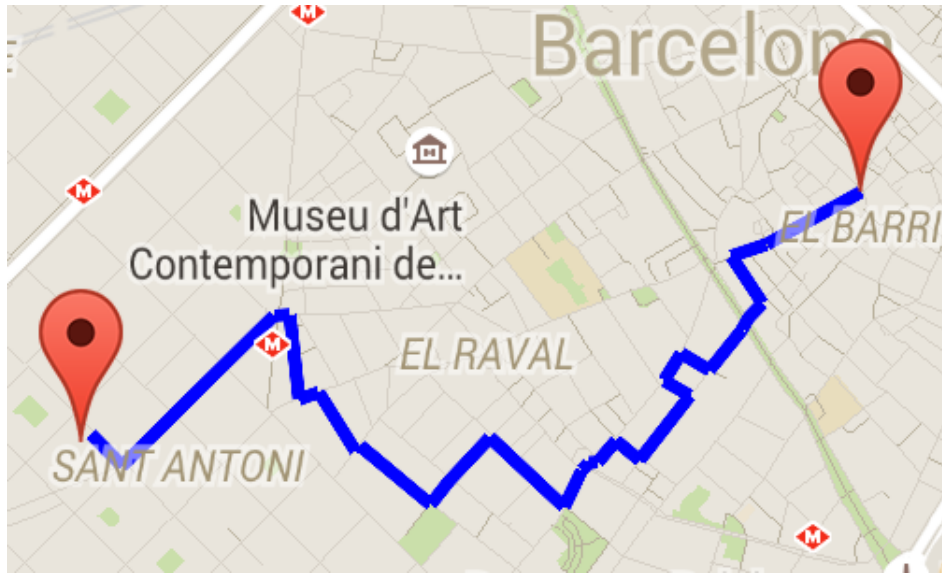 Barcelona
M
M
Museu d'Art
Contemporani de...
EL BARRI
M
EL RAVAL
SANT ANTONI
M